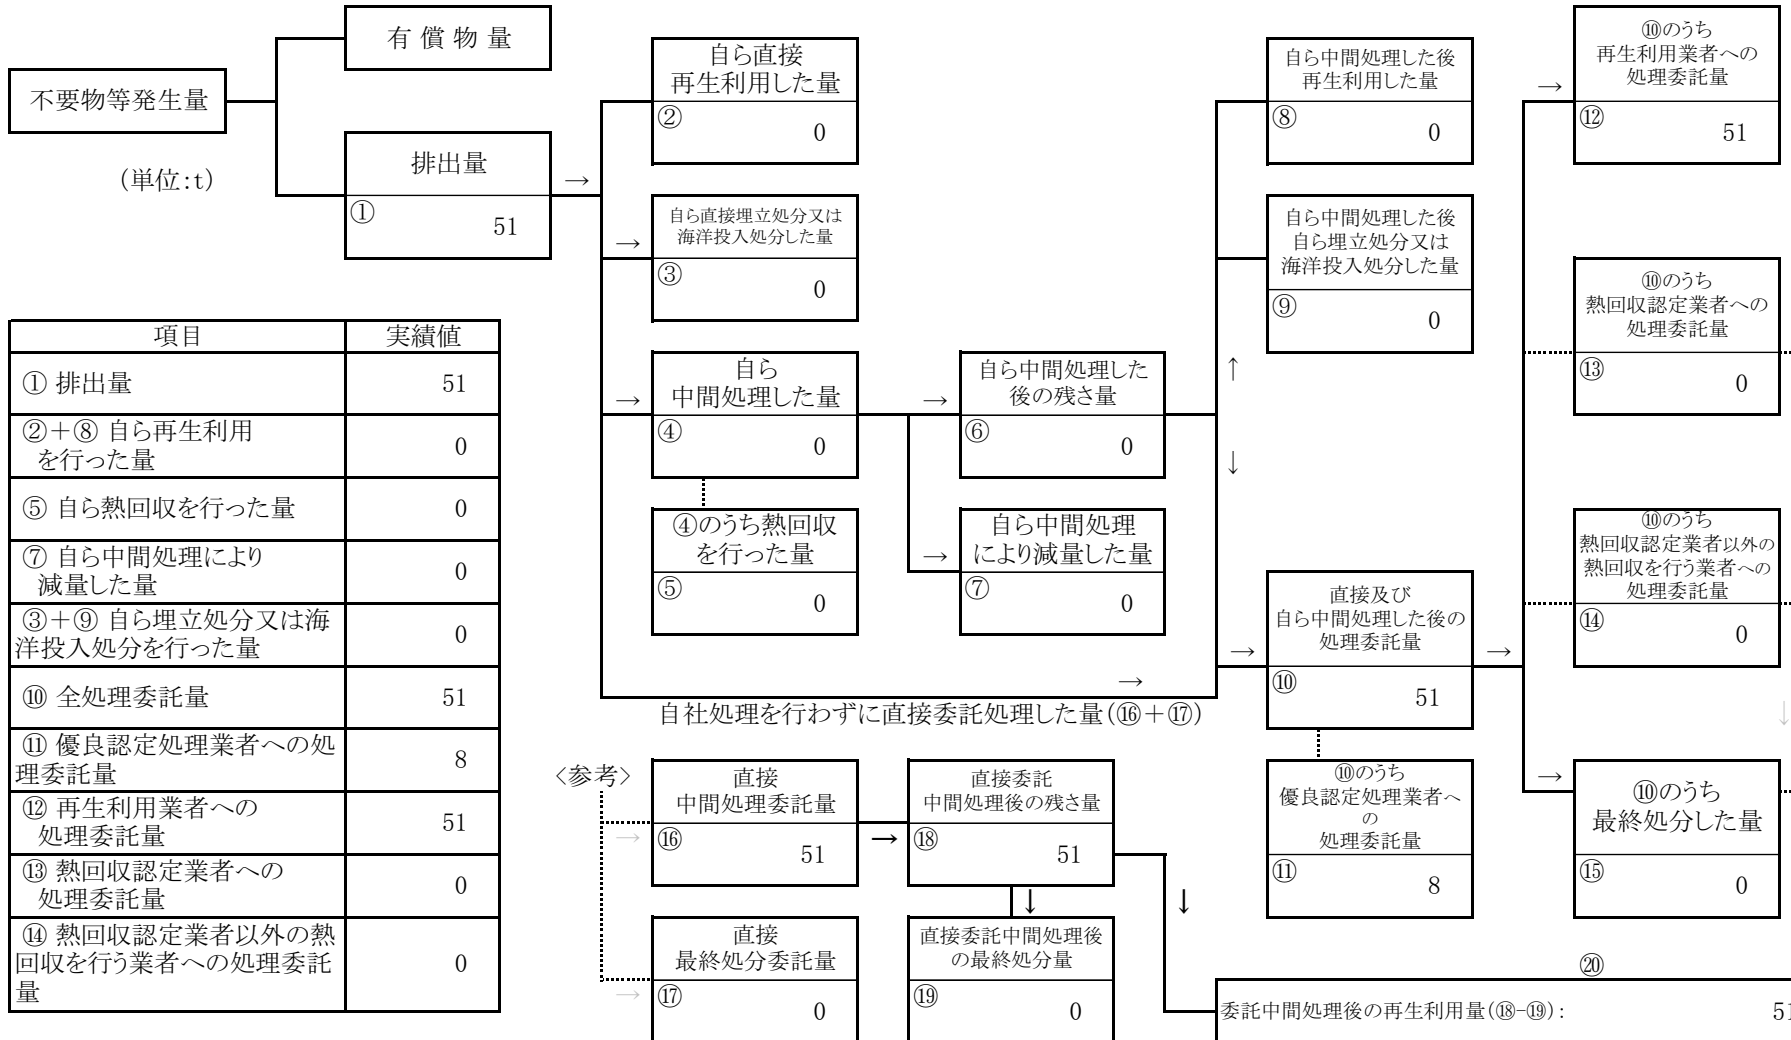 有 償 物 量
不要物等発生量
(単位:t)
排出量
①
51
→
自ら直接
再生利用した量
②
0
→
自ら直接埋立処分又は
海洋投入処分した量
③
0
→
自ら
中間処理した量
④
0
④のうち熱回収
を行った量
⑤
0
→
自ら中間処理した
後の残さ量
⑥
0
→
自ら中間処理
により減量した量
⑦
0
↑
↓
自ら中間処理した後
再生利用した量
⑧
0
自ら中間処理した後
自ら埋立処分又は
海洋投入処分した量
⑨
0
→
自社処理を行わずに直接委託処理した量(⑯+⑰)
→
直接及び
自ら中間処理した後の
処理委託量
⑩
51
⑩のうち
優良認定処理業者へ
の
処理委託量
⑪
8
→
→
⑩のうち
再生利用業者への
処理委託量
⑫
51
⑩のうち
熱回収認定業者への
処理委託量
⑬
0
⑩のうち
熱回収認定業者以外の
熱回収を行う業者への
処理委託量
⑭
0
↓
→
⑩のうち
最終処分した量
⑮
0
項目 実績値
① 排出量 51
②+⑧ 自ら再生利用
を行った量 0
⑤ 自ら熱回収を行った量 0
⑦ 自ら中間処理により
減量した量 0
③+⑨ 自ら埋立処分又は海
洋投入処分を行った量 0
⑩ 全処理委託量 51
⑪ 優良認定処理業者への処
理委託量 8
⑫ 再生利用業者への
処理委託量 51
⑬ 熱回収認定業者への
処理委託量 0
⑭ 熱回収認定業者以外の熱
回収を行う業者への処理委託
量 0
<参考>
→
直接
中間処理委託量
⑯
51
→
直接委託
中間処理後の残さ量
⑱
51
↓
↓
→
直接
最終処分委託量
⑰
0
直接委託中間処理後
の最終処分量
⑲
0
⑳
委託中間処理後の再生利用量(⑱-⑲): 51